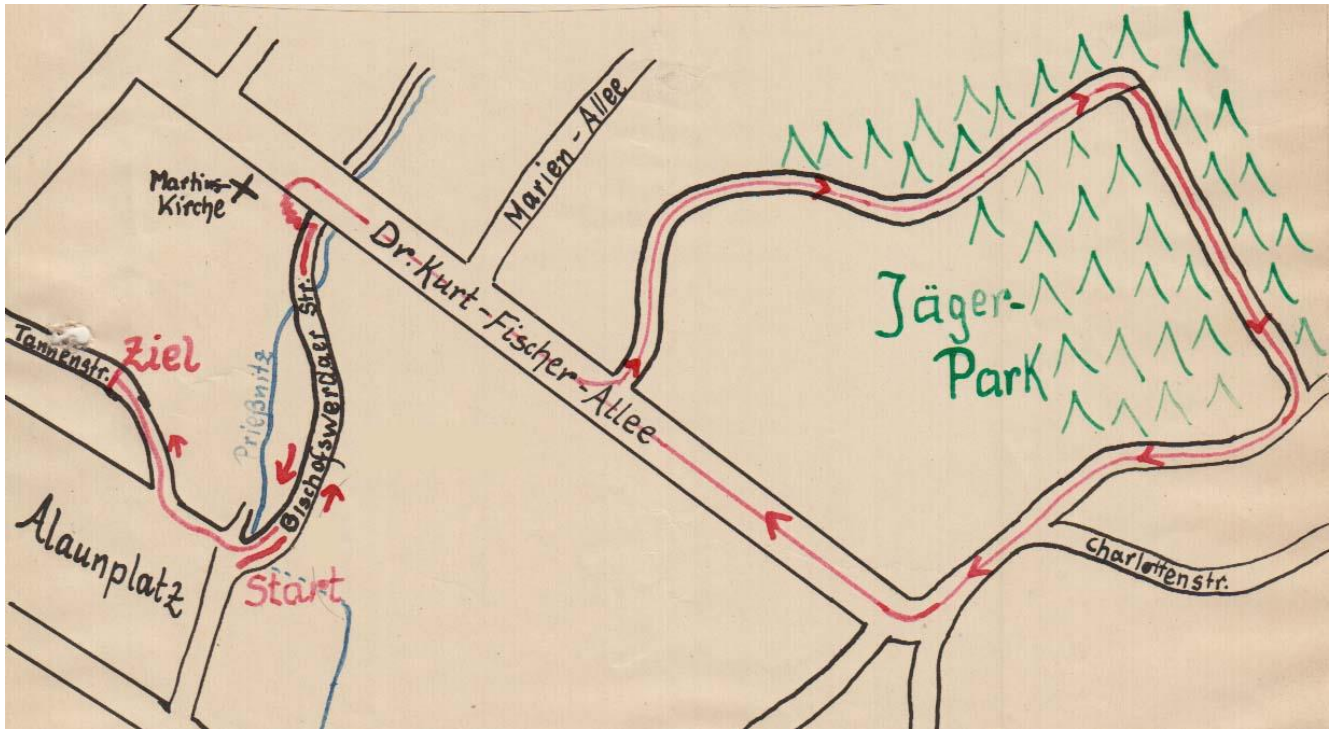 Marien-Allee
Martins-
Kirche
Dr.-Kurt-Fischer-Allee
Jäger-
Park
Tannenstr.
Ziel
Prießnitz
Bischofswerdaer Str.
Alaunplatz
Start
Charlottenstr.